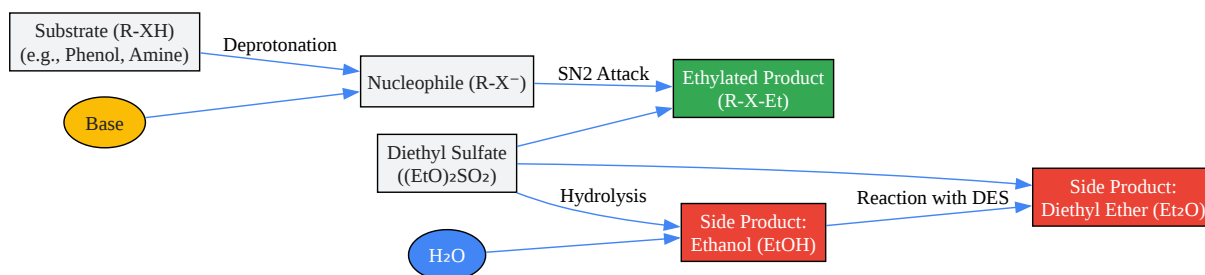 Substrate (R-XH)
(e.g., Phenol, Amine)
Deprotonation
Base
Nucleophile (R-X⁻)
SN2 Attack
Ethylated Product
(R-X-Et)
Diethyl Sulfate
((EtO)₂SO₂)
Hydrolysis
H₂O
Side Product:
Ethanol (EtOH)
Reaction with DES
Side Product:
Diethyl Ether (Et₂O)